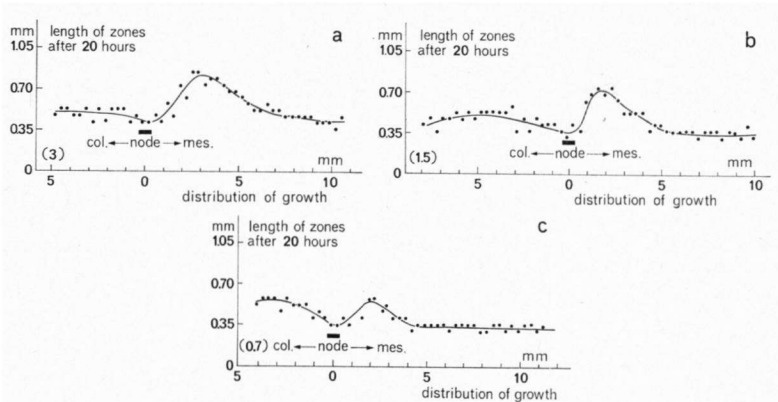 mm length of zones
after 20 hours
a
1.05
0.70
0.35
0
col. ← node → mes.
(3)
mm
5 0 5 10
distribution of growth
mm length of zones
after 20 hours
b
1.05
0.70
0.35
0
col. ← node → mes.
(1.5)
mm
5 0 5 10
distribution of growth
mm length of zones
after 20 hours
c
1.05
0.70
0.35
(0.7) col. ← node → mes.
mm
5 0 5 10
distribution of growth